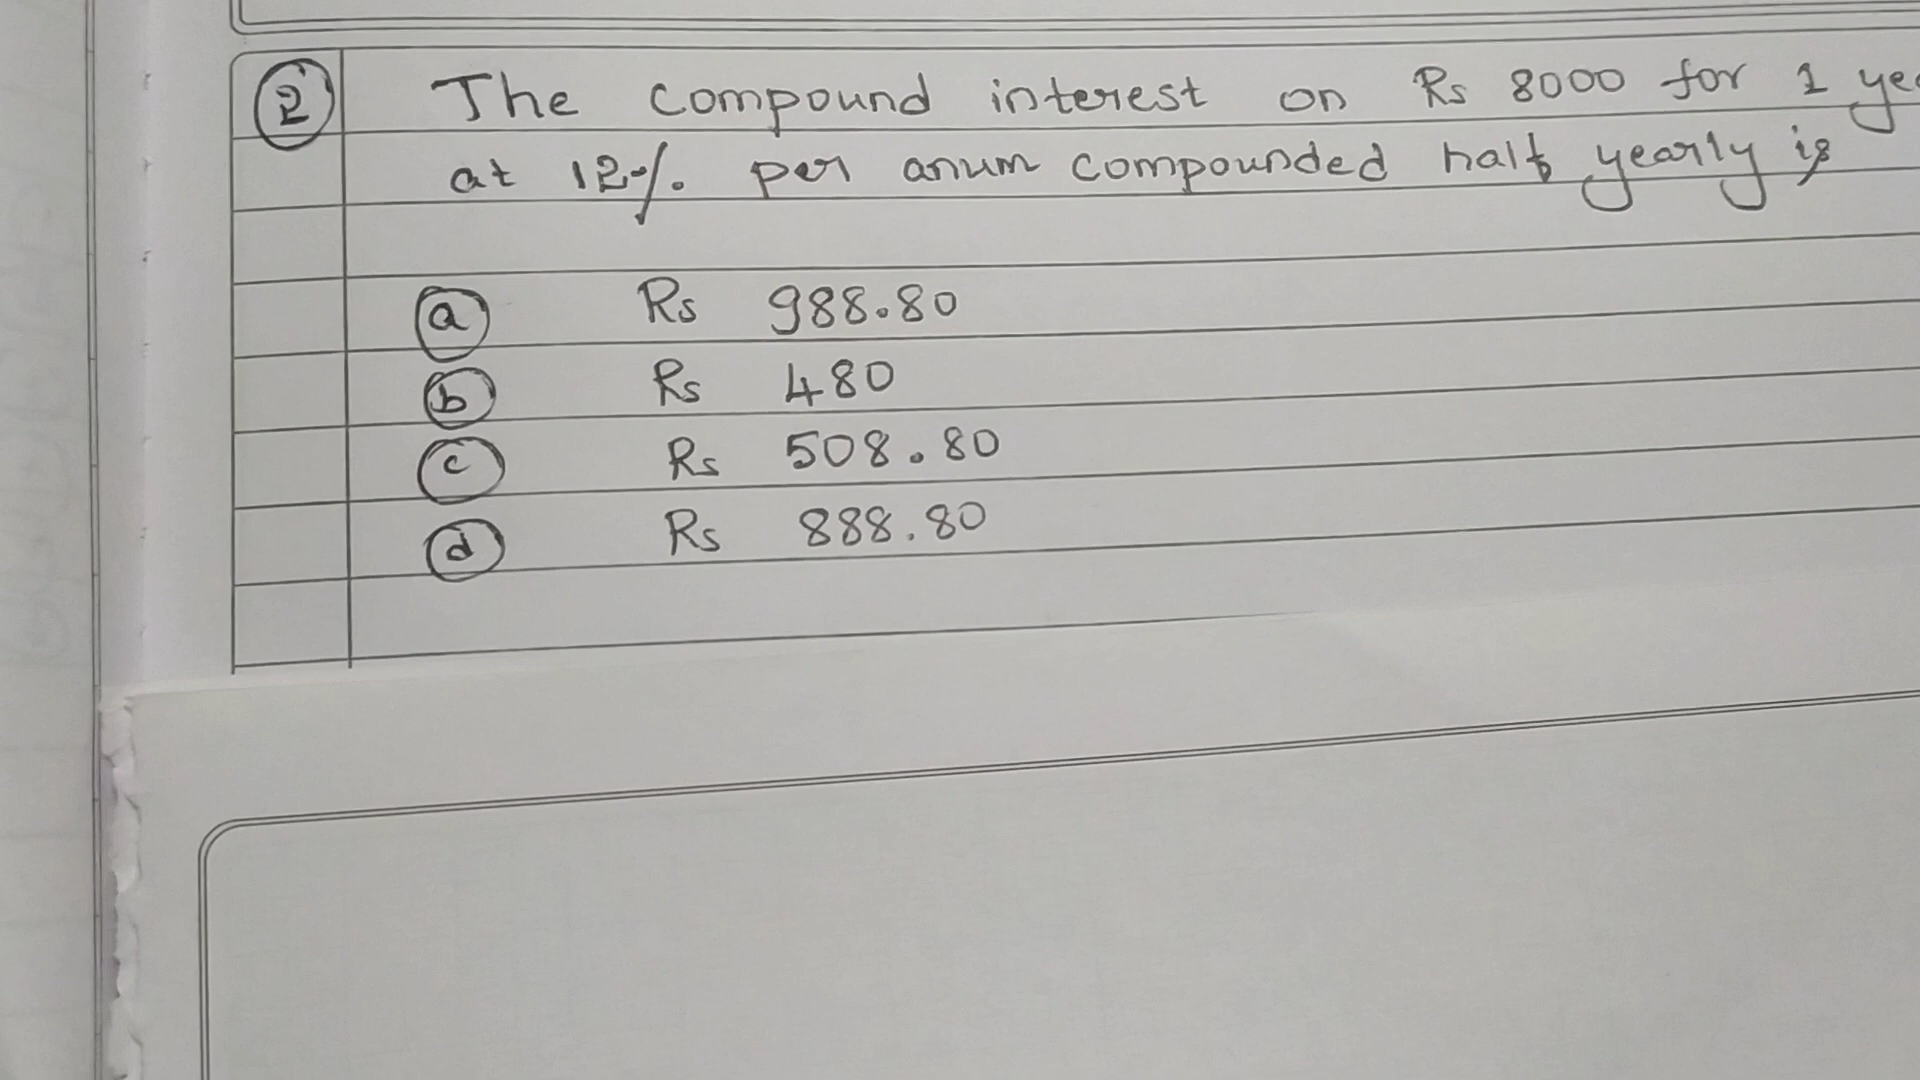 2 The compound interest on Rs 8000 for 1
at 12% per anum compounded half yearly is
a Rs 988.80
b Rs 480
c Rs 508.80
d Rs 888.80